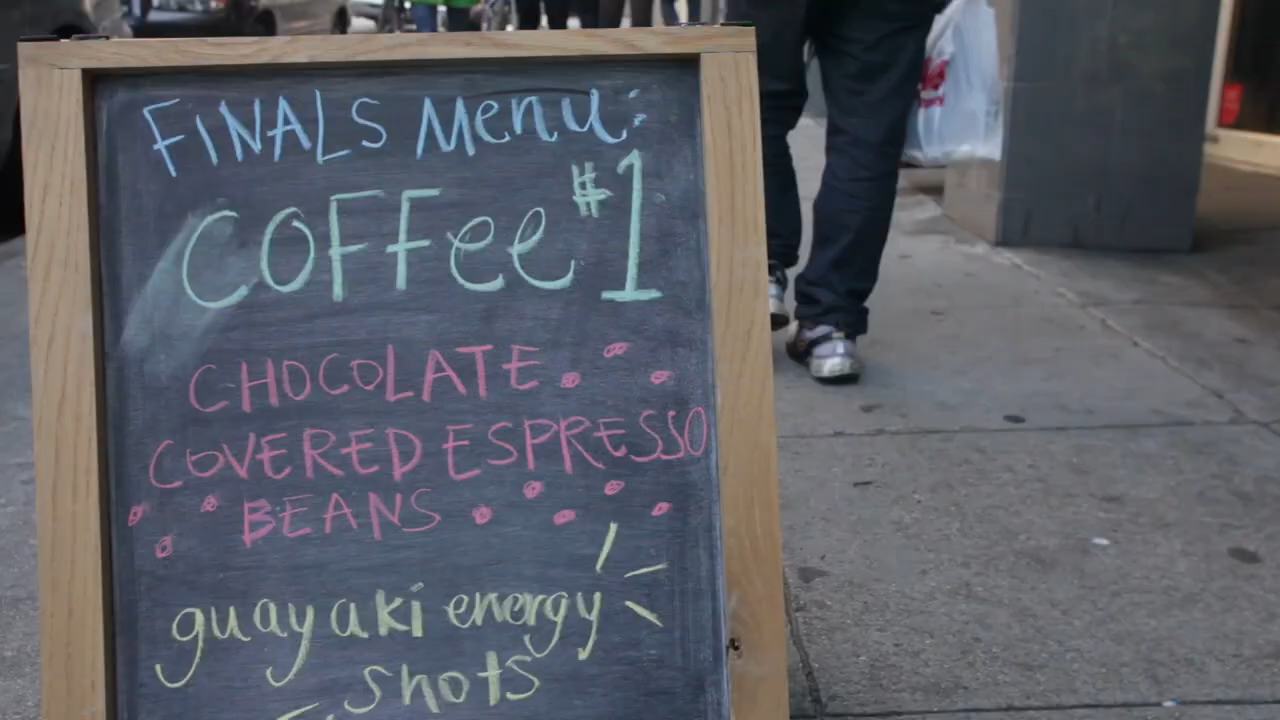 FINALS Menu:
COFFee #1
CHOCOLATE
COVERED ESPRESSO
BEANS
guayaki energy
shots